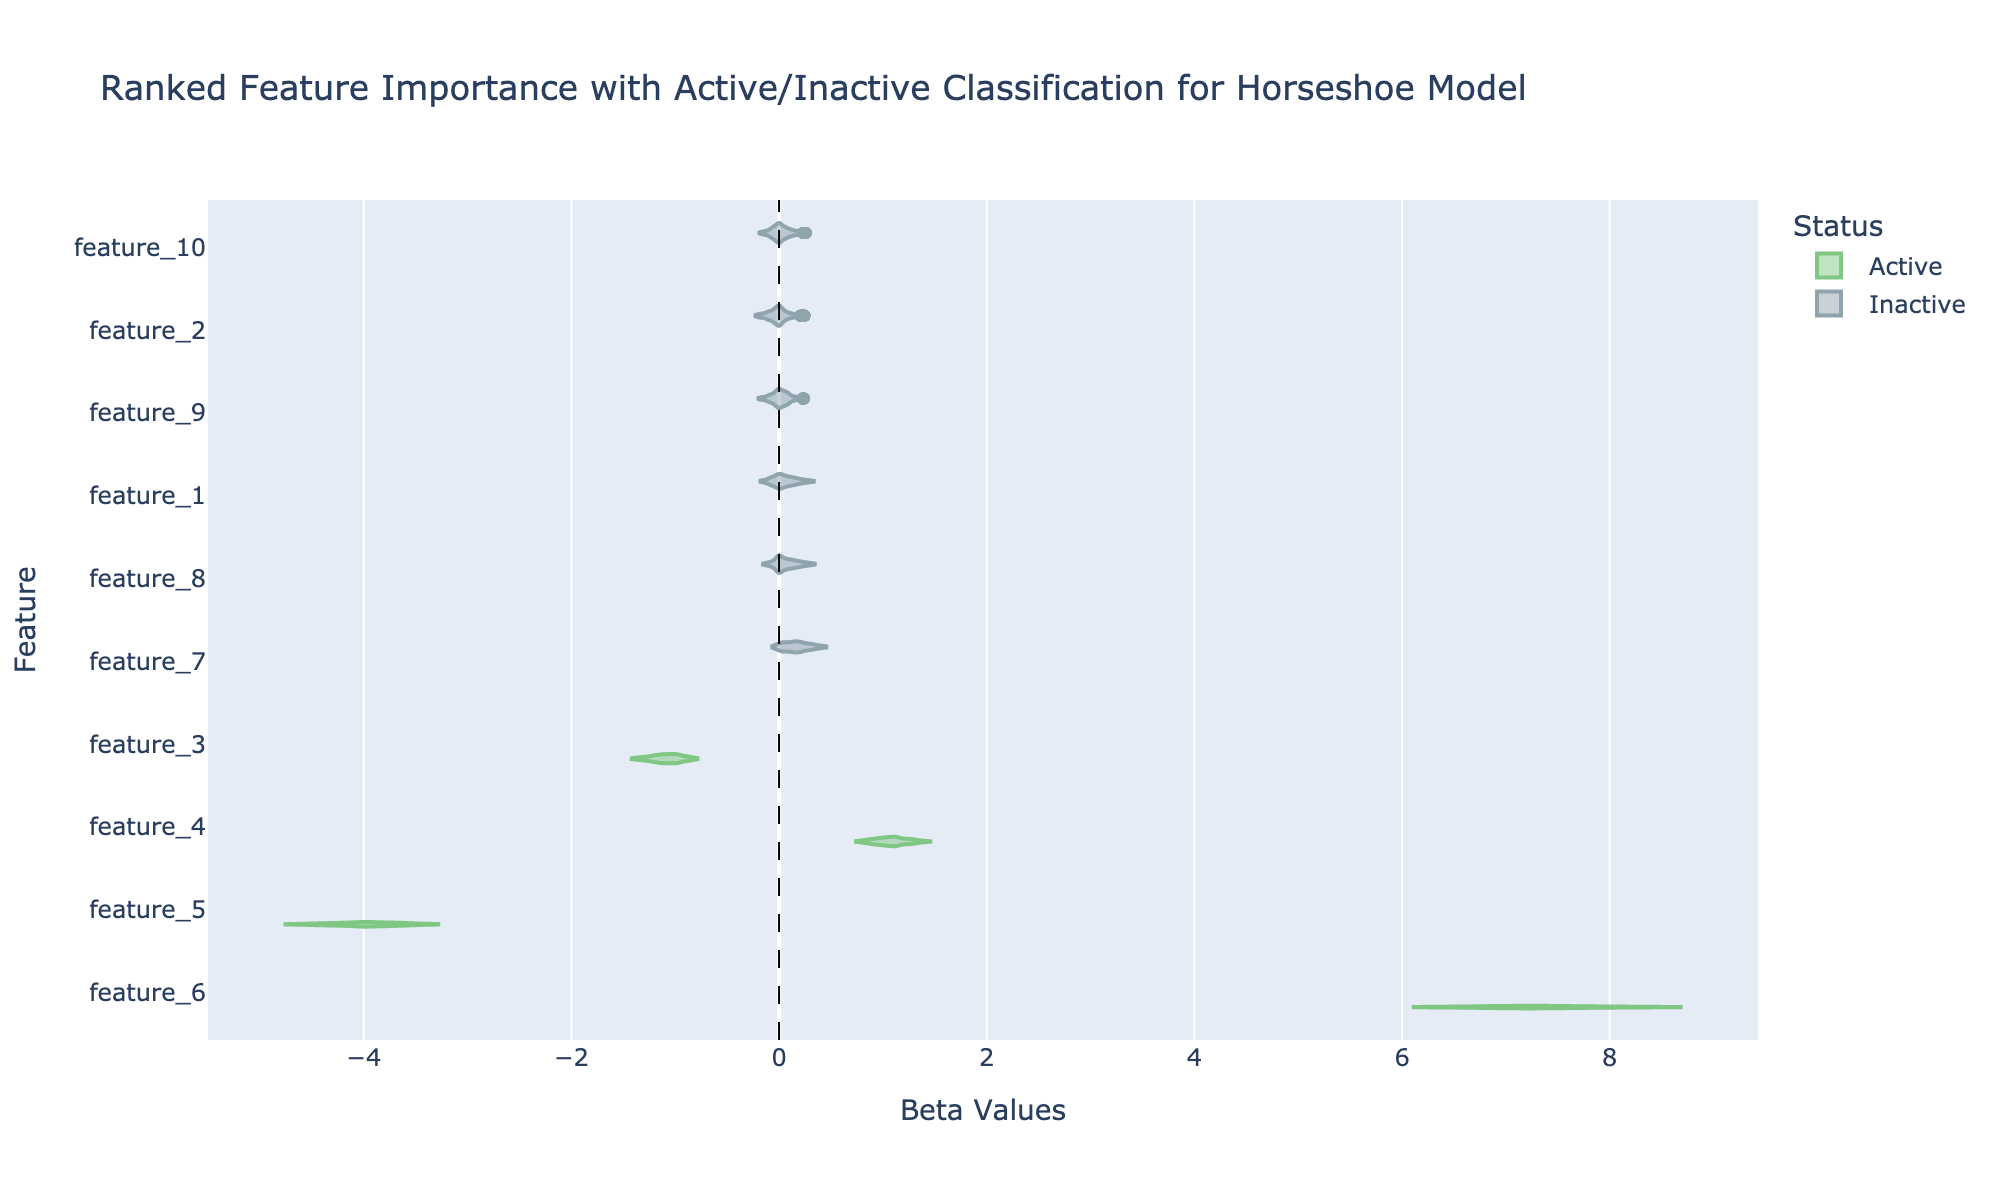 Ranked Feature Importance with Active/Inactive Classification for Horseshoe Model
Status
Active
Inactive
Feature
feature_10
feature_2
feature_9
feature_1
feature_8
feature_7
feature_3
feature_4
feature_5
feature_6
−4 −2 0 2 4 6 8
Beta Values